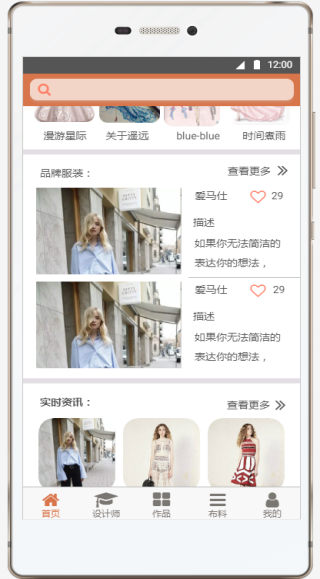 12:00
漫游星际 关于遥远 blue-blue 时间煮雨
品牌服装： 查看更多
爱马仕 29
描述
如果你无法简洁的
表达你的想法，
爱马仕 29
描述
如果你无法简洁的
表达你的想法，
实时资讯： 查看更多
首页 设计师 作品 布料 我的